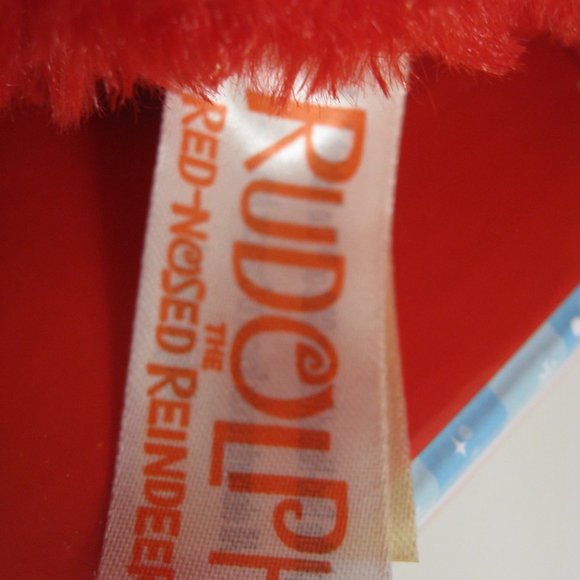 RUDOLPH
THE
RED-NOSED REINDEER